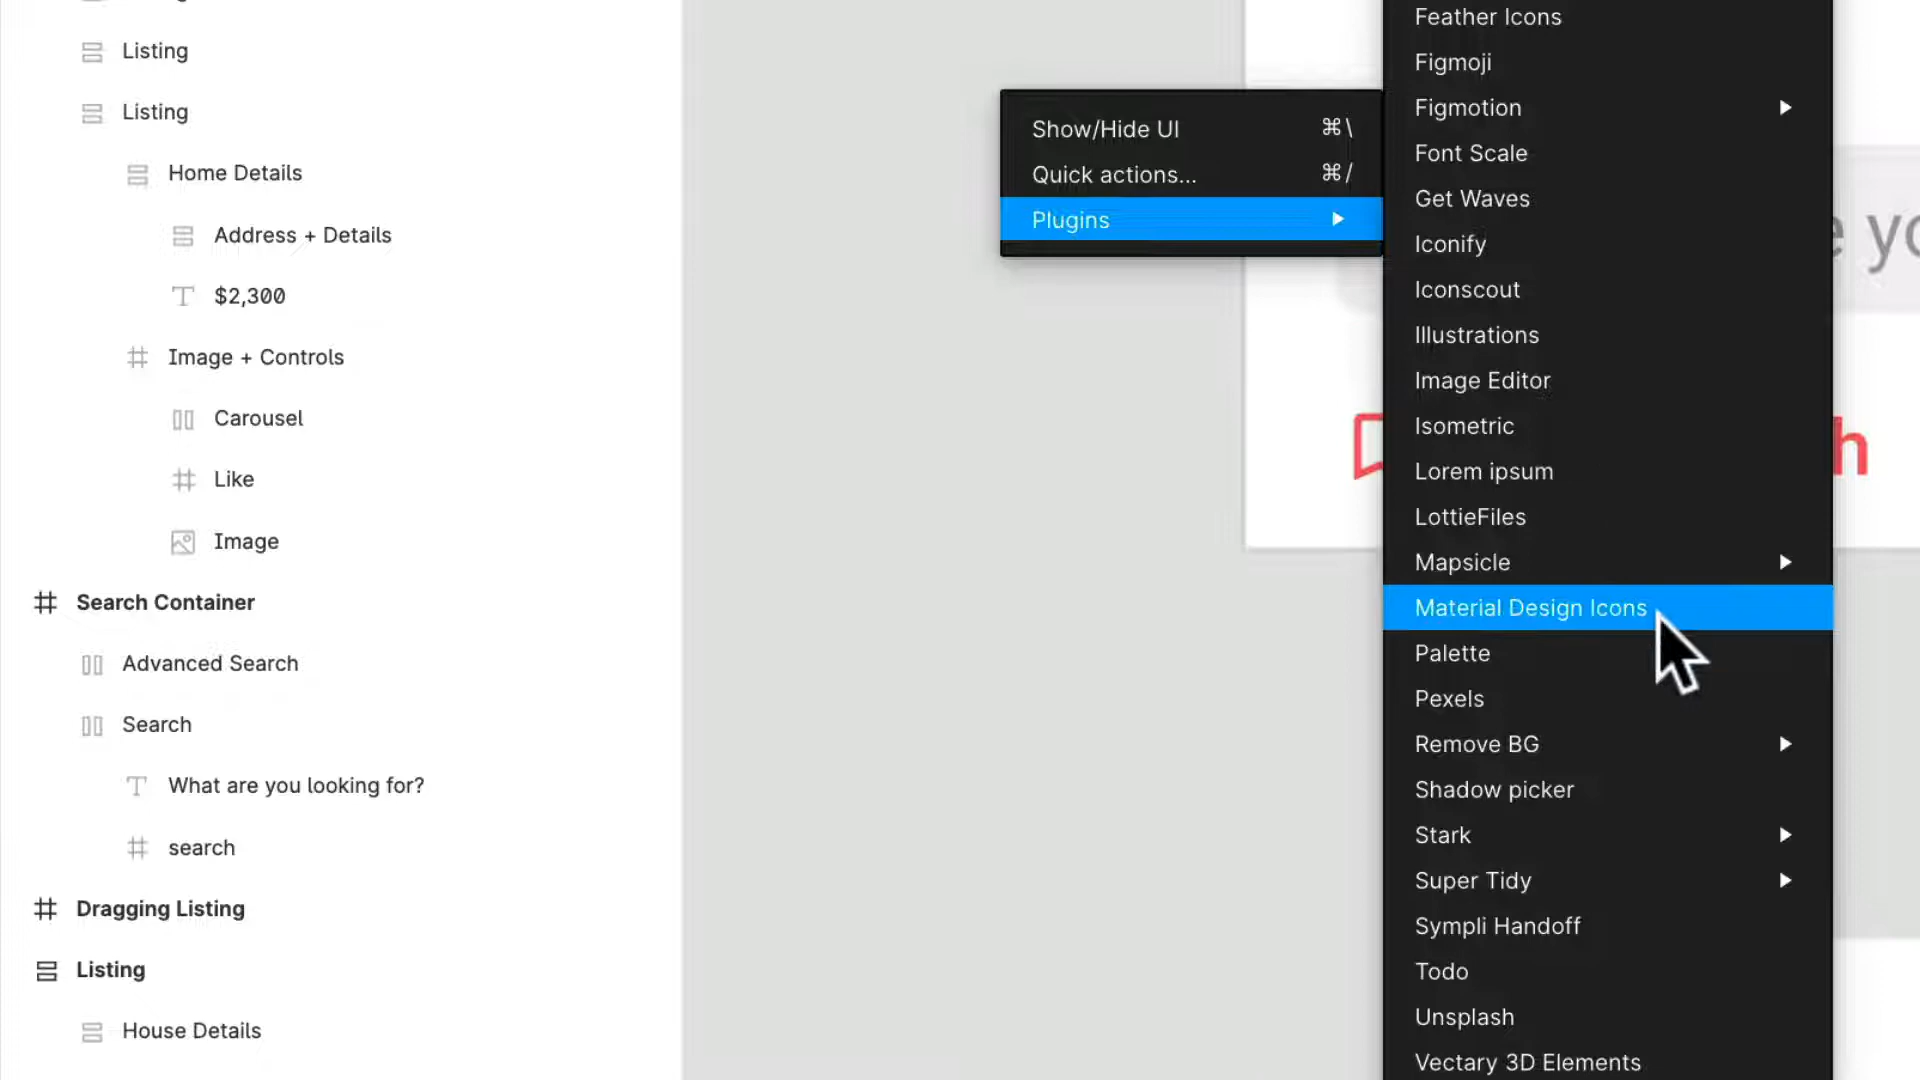 Listing
Listing
Home Details
Address + Details
$2,300
Image + Controls
Carousel
Like
Image
Search Container
Advanced Search
Search
What are you looking for?
search
Dragging Listing
Listing
House Details
Show/Hide UI ⌘\
Quick actions... ⌘/
Plugins
Feather Icons
Figmoji
Figmotion
Font Scale
Get Waves
Iconify
Iconscout
Illustrations
Image Editor
Isometric
Lorem ipsum
LottieFiles
Mapsicle
Material Design Icons
Palette
Pexels
Remove BG
Shadow picker
Stark
Super Tidy
Sympli Handoff
Todo
Unsplash
Vectary 3D Elements
e yo
h